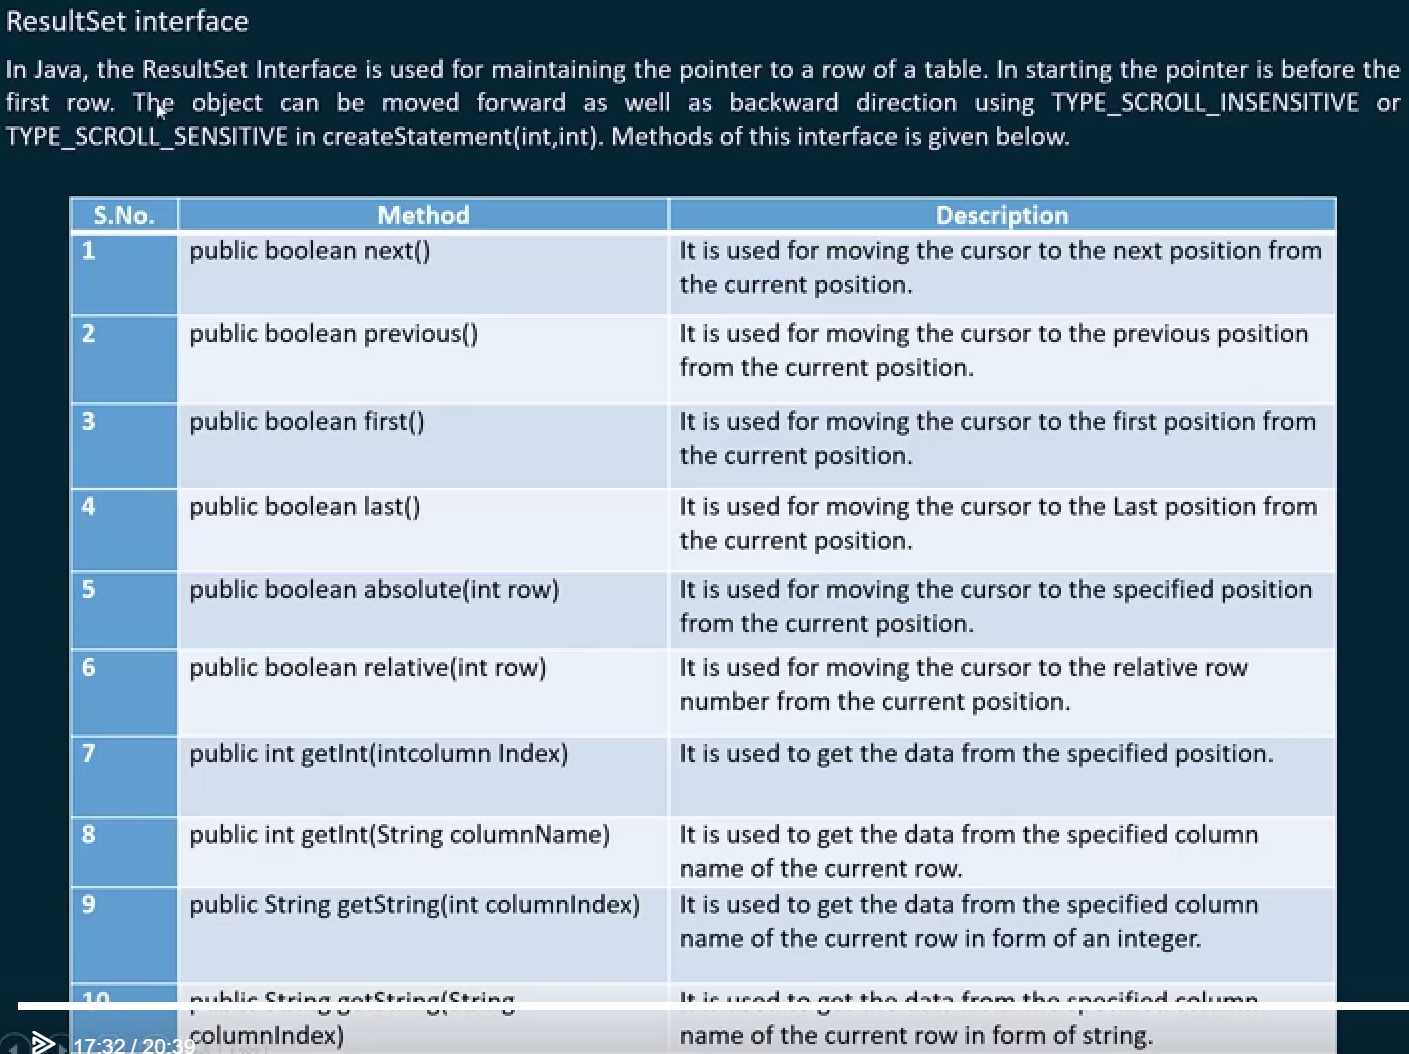 ResultSet interface
In Java, the ResultSet Interface is used for maintaining the pointer to a row of a table. In starting the pointer is before the
first row. The object can be moved forward as well as backward direction using TYPE_SCROLL_INSENSITIVE or
TYPE_SCROLL_SENSITIVE in createStatement(int,int). Methods of this interface is given below.
S.No. Method Description
1 public boolean next() It is used for moving the cursor to the next position from
the current position.
2 public boolean previous() It is used for moving the cursor to the previous position
from the current position.
3 public boolean first() It is used for moving the cursor to the first position from
the current position.
4 public boolean last() It is used for moving the cursor to the Last position from
the current position.
5 public boolean absolute(int row) It is used for moving the cursor to the specified position
from the current position.
6 public boolean relative(int row) It is used for moving the cursor to the relative row
number from the current position.
7 public int getInt(intcolumn Index) It is used to get the data from the specified position.
8 public int getInt(String columnName) It is used to get the data from the specified column
name of the current row.
9 public String getString(int columnIndex) It is used to get the data from the specified column
name of the current row in form of an integer.
10 public String getString(String It is used to get the data from the specified column
columnIndex) name of the current row in form of string.
17:32 / 20:39